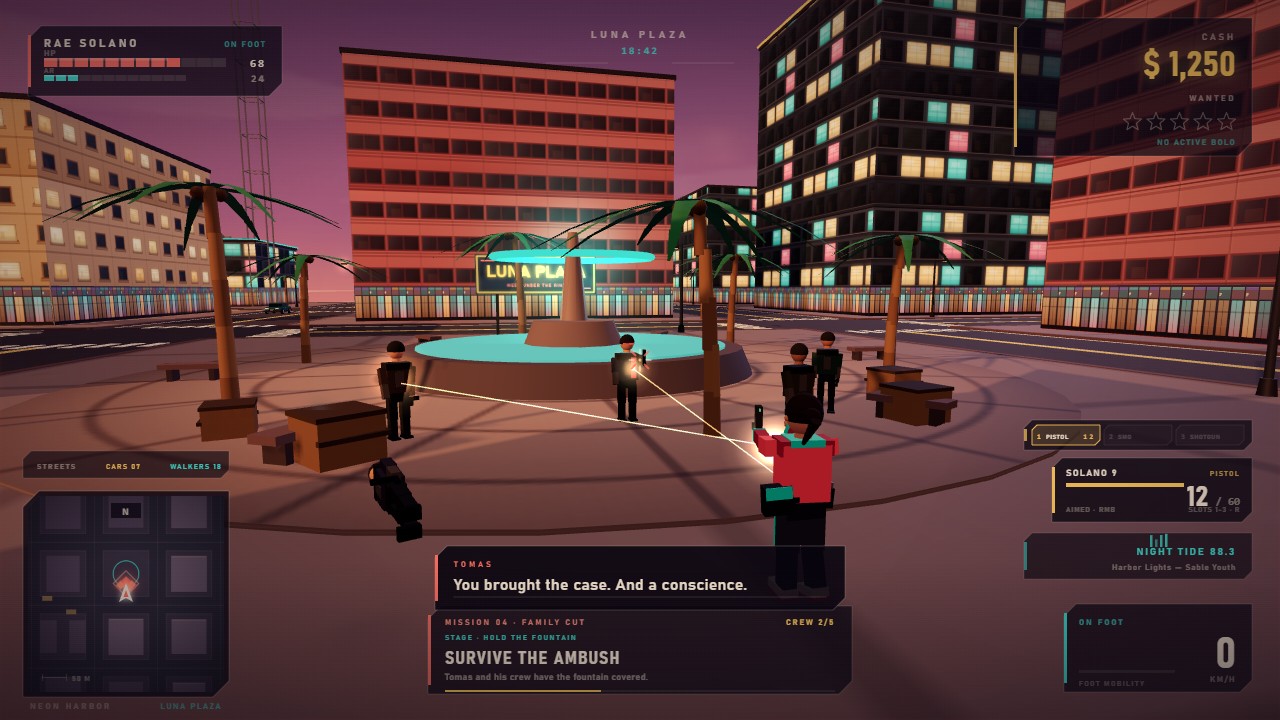 RAE SOLANO ON FOOT
HP 68
AR 24
LUNA PLAZA
18:42
CASH
$ 1,250
WANTED
NO ACTIVE BOLO
LUNA PLAZA
STREETS CARS 07 WALKERS 18
N
50 M
NEON HARBOR LUNA PLAZA
TOMAS
You brought the case. And a conscience.
MISSION 04 · FAMILY CUT CREW 2/5
STAGE · HOLD THE FOUNTAIN
SURVIVE THE AMBUSH
Tomas and his crew have the fountain covered.
1 PISTOL 12 2 SMG 3 SHOTGUN
SOLANO 9 PISTOL
12 / 60
AIMED · RMB SLOTS 1-3 · R
NIGHT TIDE 88.3
Harbor Lights — Sable Youth
ON FOOT
0
KM/H
FOOT MOBILITY